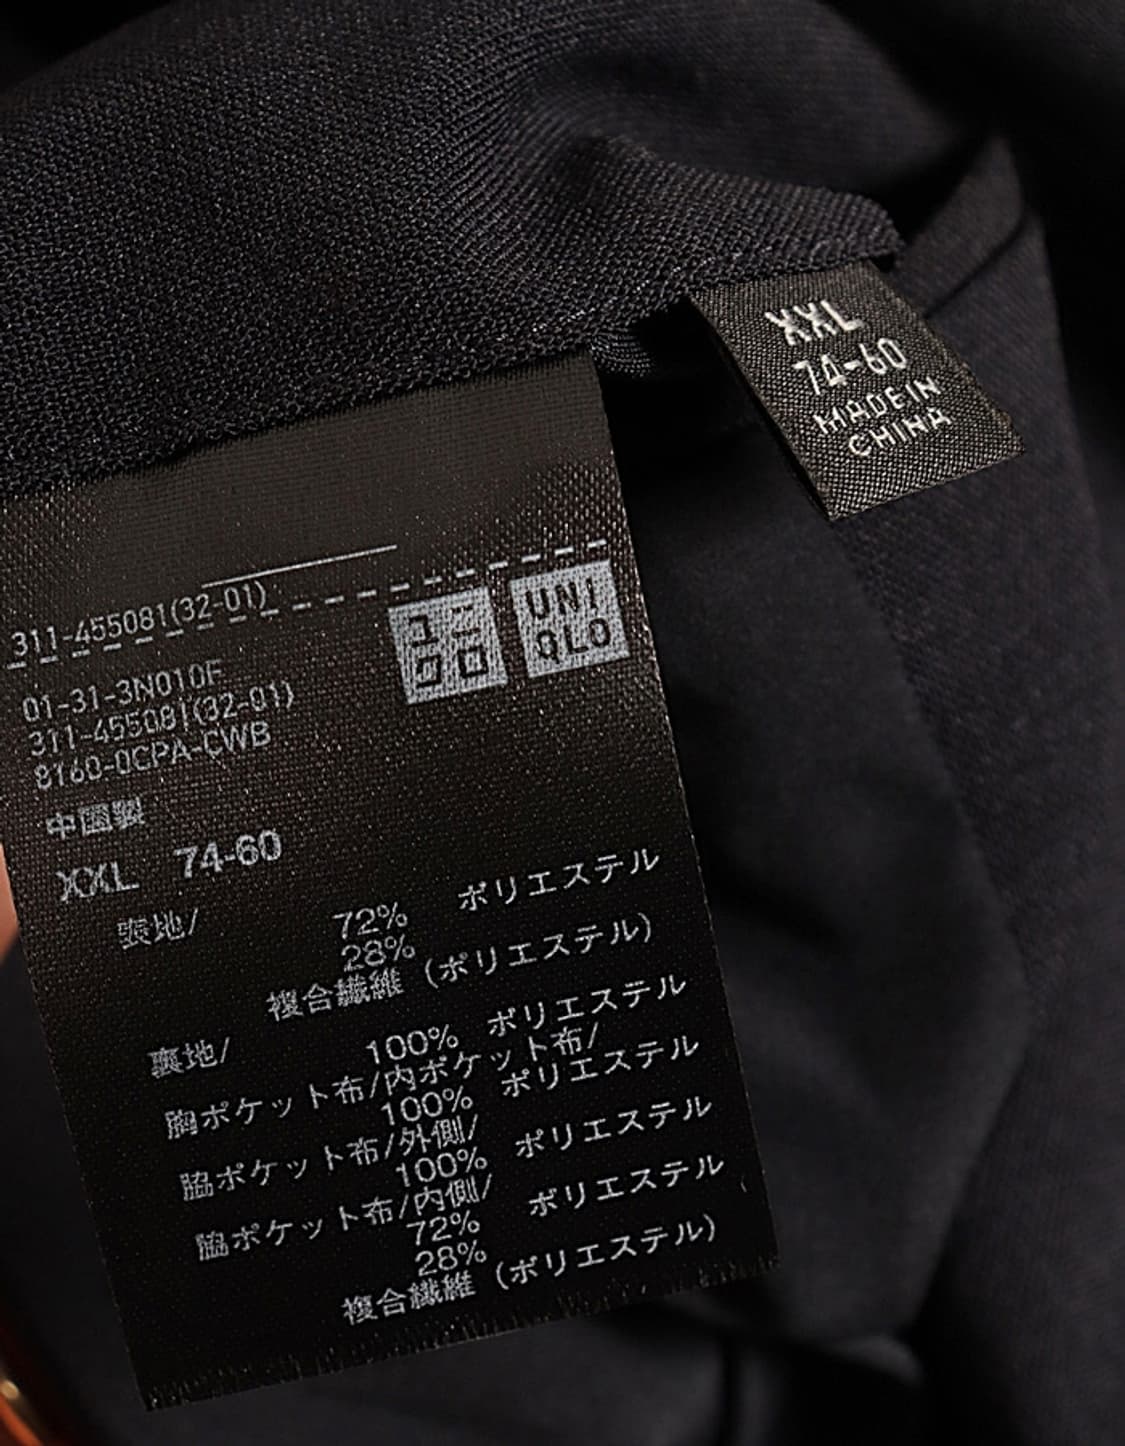 XXL
74-60
MADE IN
CHINA
311-455081(32-01)
UNI
QLO
01-31-3N010F
311-455081(32-01)
8160-0CPA-CWB
中国製
XXL 74-60
表地/ 72% ポリエステル
28%
複合繊維 (ポリエステル)
裏地/ 100% ポリエステル
胸ポケット布/内ポケット布/
100% ポリエステル
脇ポケット布/外側/
100% ポリエステル
脇ポケット布/内側/
72% ポリエステル
28%
複合繊維 (ポリエステル)